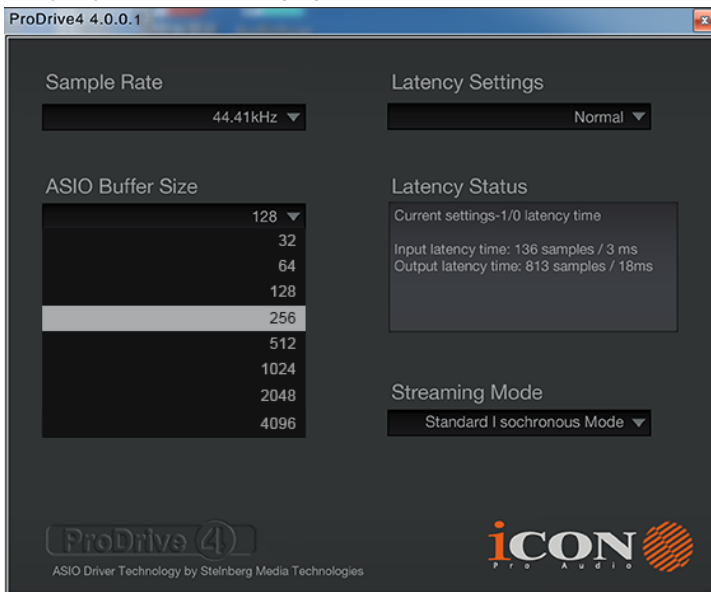 ProDrive4 4.0.0.1
Sample Rate
44.41kHz
Latency Settings
Normal
ASIO Buffer Size
128
32
64
128
256
512
1024
2048
4096
Latency Status
Current settings-1/0 latency time
Input latency time: 136 samples / 3 ms
Output latency time: 813 samples / 18ms
Streaming Mode
Standard I sochronous Mode
ProDrive 4
ASIO Driver Technology by Steinberg Media Technologies
iCON
Pro Audio